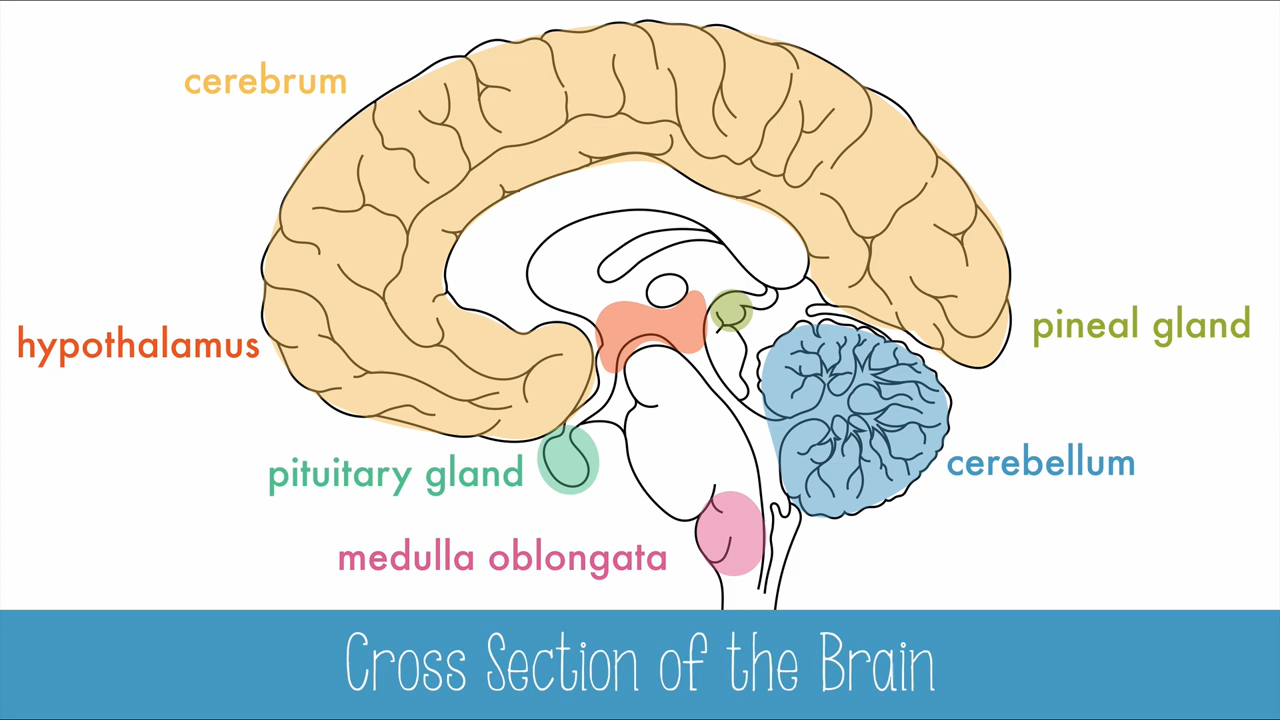 cerebrum
hypothalamus
pineal gland
pituitary gland
cerebellum
medulla oblongata
Cross Section of the Brain